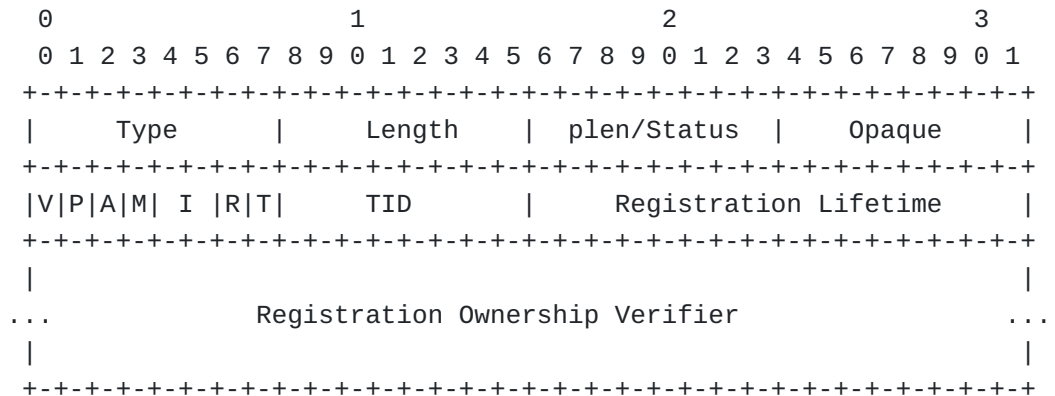 0                   1                   2                   3
 0 1 2 3 4 5 6 7 8 9 0 1 2 3 4 5 6 7 8 9 0 1 2 3 4 5 6 7 8 9 0 1
+-+-+-+-+-+-+-+-+-+-+-+-+-+-+-+-+-+-+-+-+-+-+-+-+-+-+-+-+-+-+-+-+
|     Type      |     Length    |  plen/Status  |    Opaque     |
+-+-+-+-+-+-+-+-+-+-+-+-+-+-+-+-+-+-+-+-+-+-+-+-+-+-+-+-+-+-+-+-+
|V|P|A|M| I |R|T|     TID       |     Registration Lifetime     |
+-+-+-+-+-+-+-+-+-+-+-+-+-+-+-+-+-+-+-+-+-+-+-+-+-+-+-+-+-+-+-+-+
|                                                               |
...             Registration Ownership Verifier                 ...
|                                                               |
+-+-+-+-+-+-+-+-+-+-+-+-+-+-+-+-+-+-+-+-+-+-+-+-+-+-+-+-+-+-+-+-+